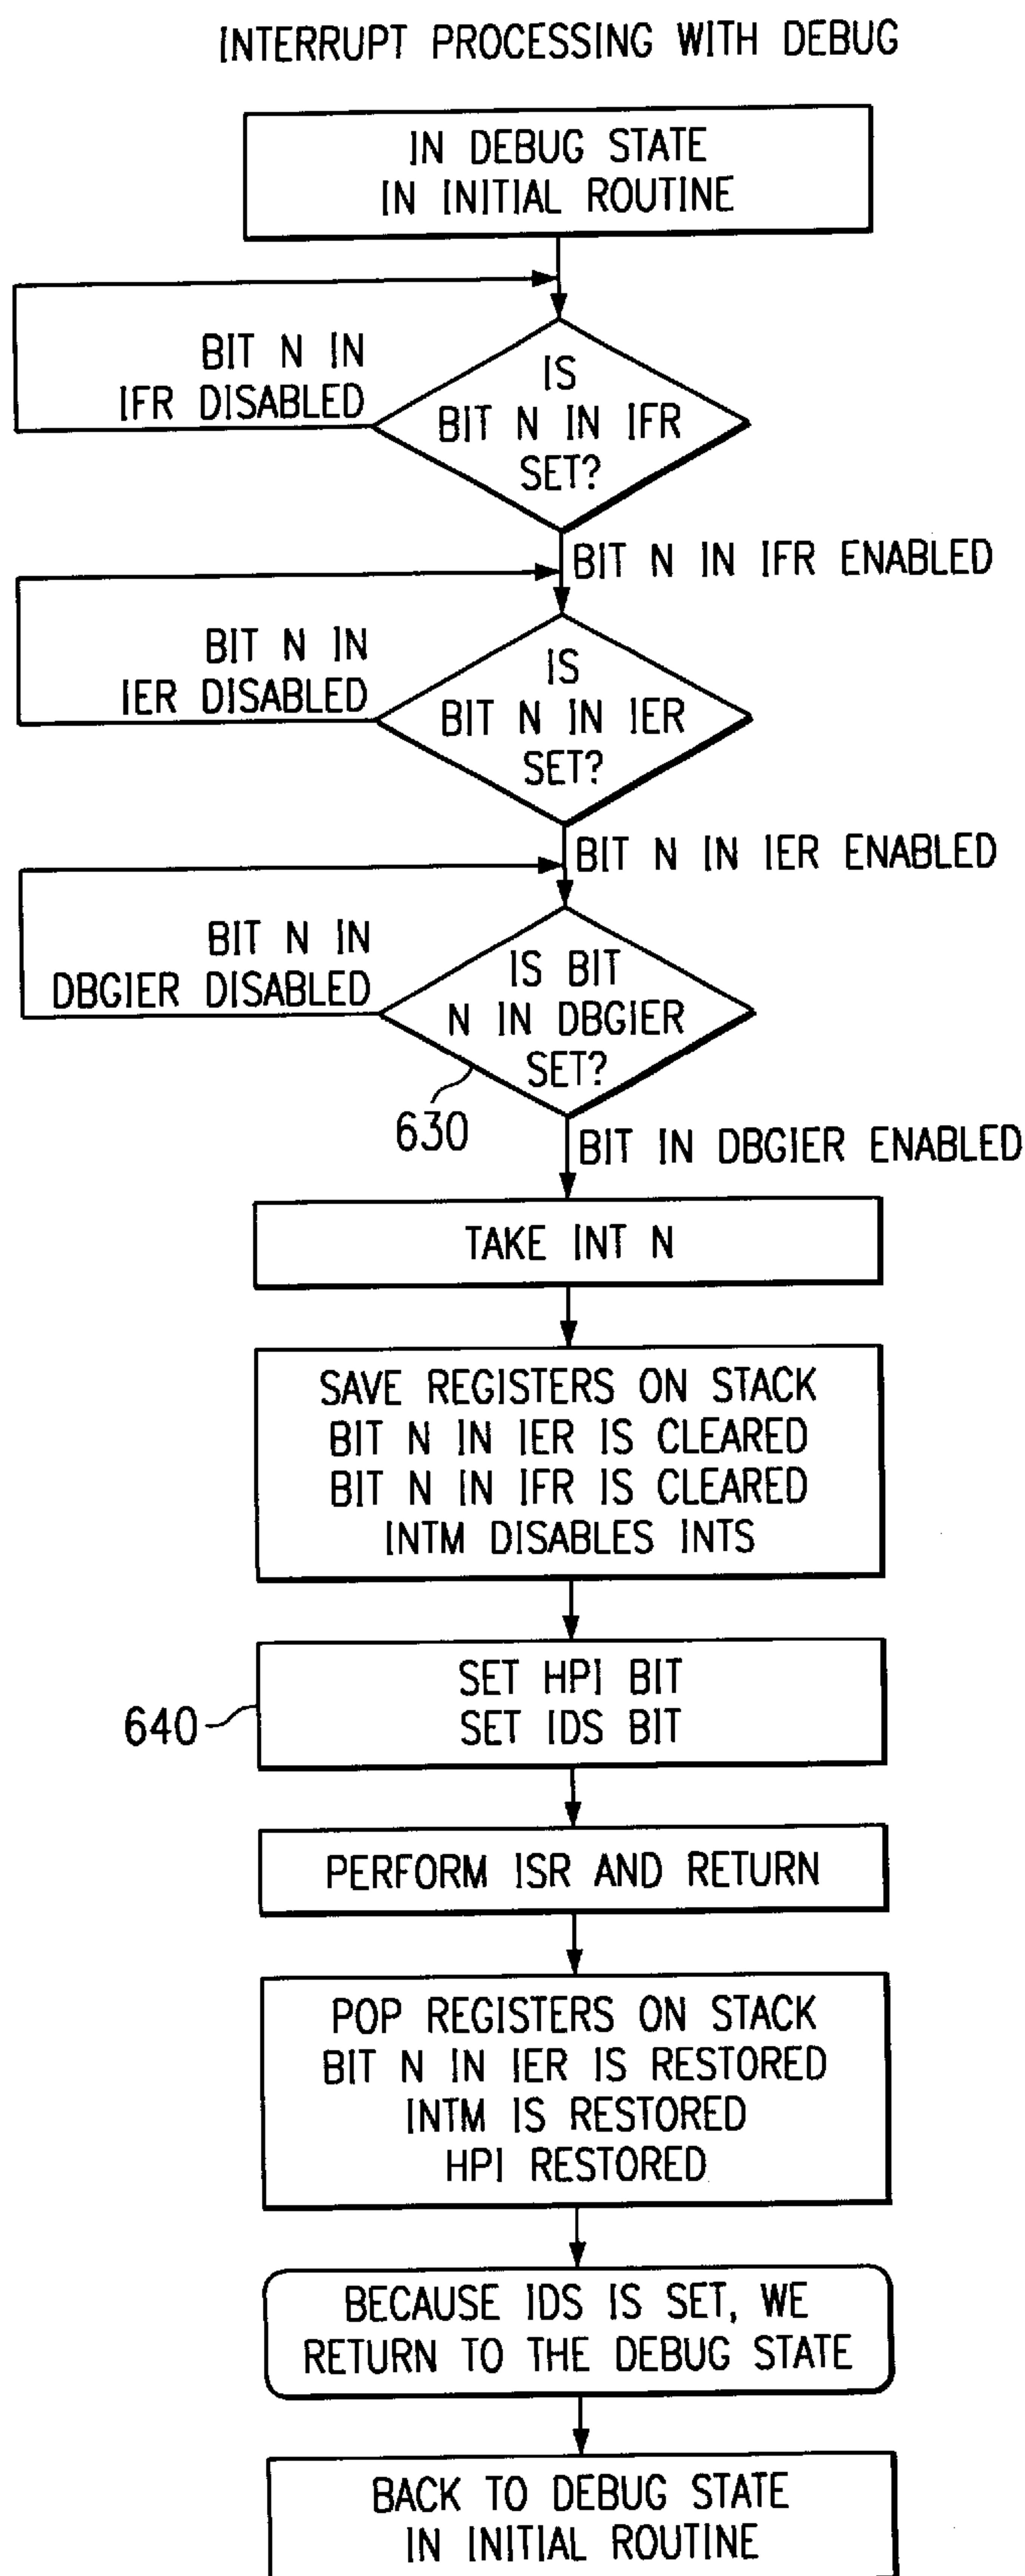 INTERRUPT PROCESSING WITH DEBUG
IN DEBUG STATE
IN INITIAL ROUTINE
BIT N IN
IFR DISABLED
IS
BIT N IN IFR
SET?
BIT N IN IFR ENABLED
BIT N IN
IER DISABLED
IS
BIT N IN IER
SET?
BIT N IN IER ENABLED
BIT N IN
DBGIER DISABLED
IS BIT
N IN DBGIER
SET?
630
BIT IN DBGIER ENABLED
TAKE INT N
SAVE REGISTERS ON STACK
BIT N IN IER IS CLEARED
BIT N IN IFR IS CLEARED
INTM DISABLES INTS
640
SET HPI BIT
SET IDS BIT
PERFORM ISR AND RETURN
POP REGISTERS ON STACK
BIT N IN IER IS RESTORED
INTM IS RESTORED
HPI RESTORED
BECAUSE IDS IS SET, WE
RETURN TO THE DEBUG STATE
BACK TO DEBUG STATE
IN INITIAL ROUTINE